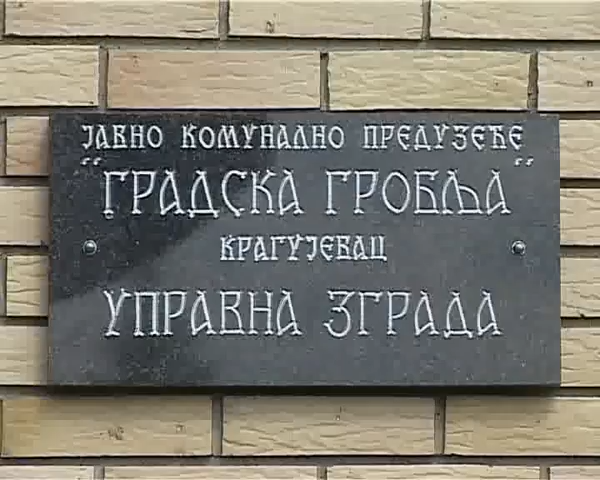 ЈАВНО КОМУНАЛНО ПРЕДУЗЕЋЕ
"ГРАДСКА ГРОБЉА"
КРАГУЈЕВАЦ
УПРАВНА ЗГРАДА